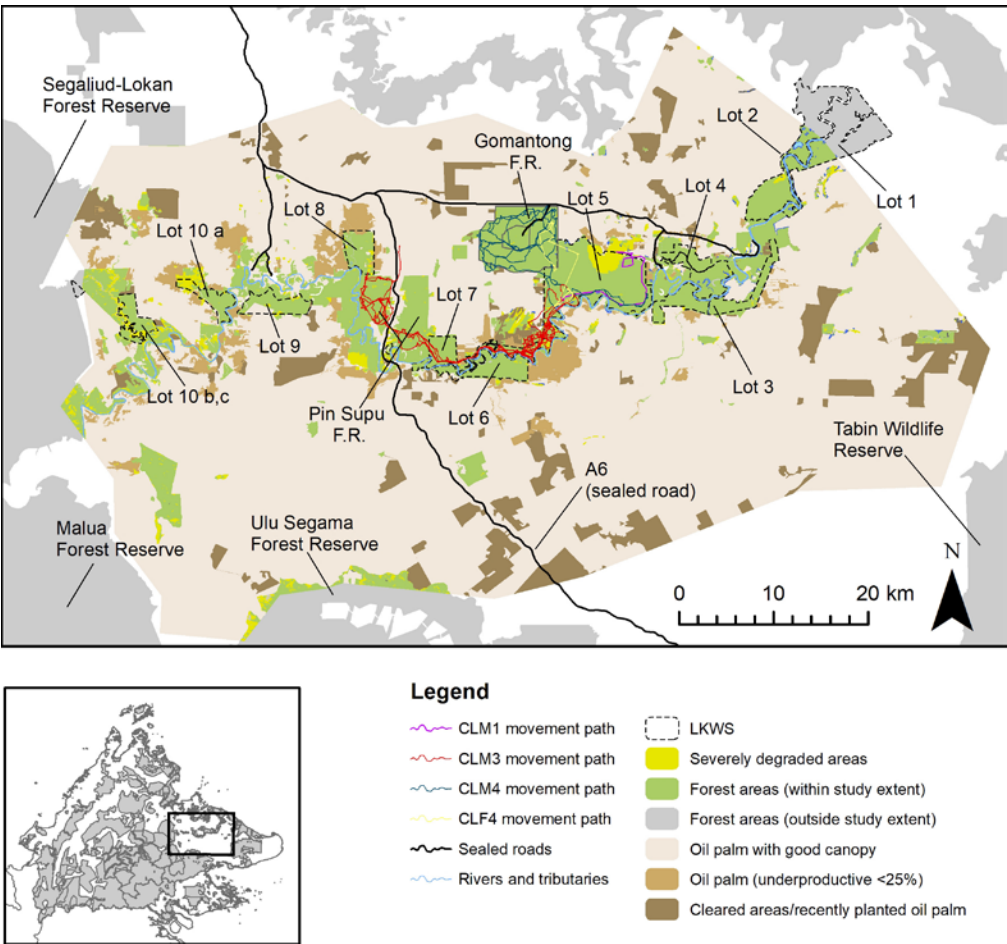 Segaliud-Lokan
Forest Reserve
Gomantong
F.R.
Lot 2
Lot 1
Lot 5
Lot 4
Lot 8
Lot 10 a
Lot 7
Lot 9
Lot 3
Lot 10 b,c
Lot 6
Pin Supu
F.R.
Tabin Wildlife
Reserve
A6
(sealed road)
Malua
Forest Reserve
Ulu Segama
Forest Reserve
N
0 10 20 km
Legend
CLM1 movement path
CLM3 movement path
CLM4 movement path
CLF4 movement path
Sealed roads
Rivers and tributaries
LKWS
Severely degraded areas
Forest areas (within study extent)
Forest areas (outside study extent)
Oil palm with good canopy
Oil palm (underproductive <25%)
Cleared areas/recently planted oil palm